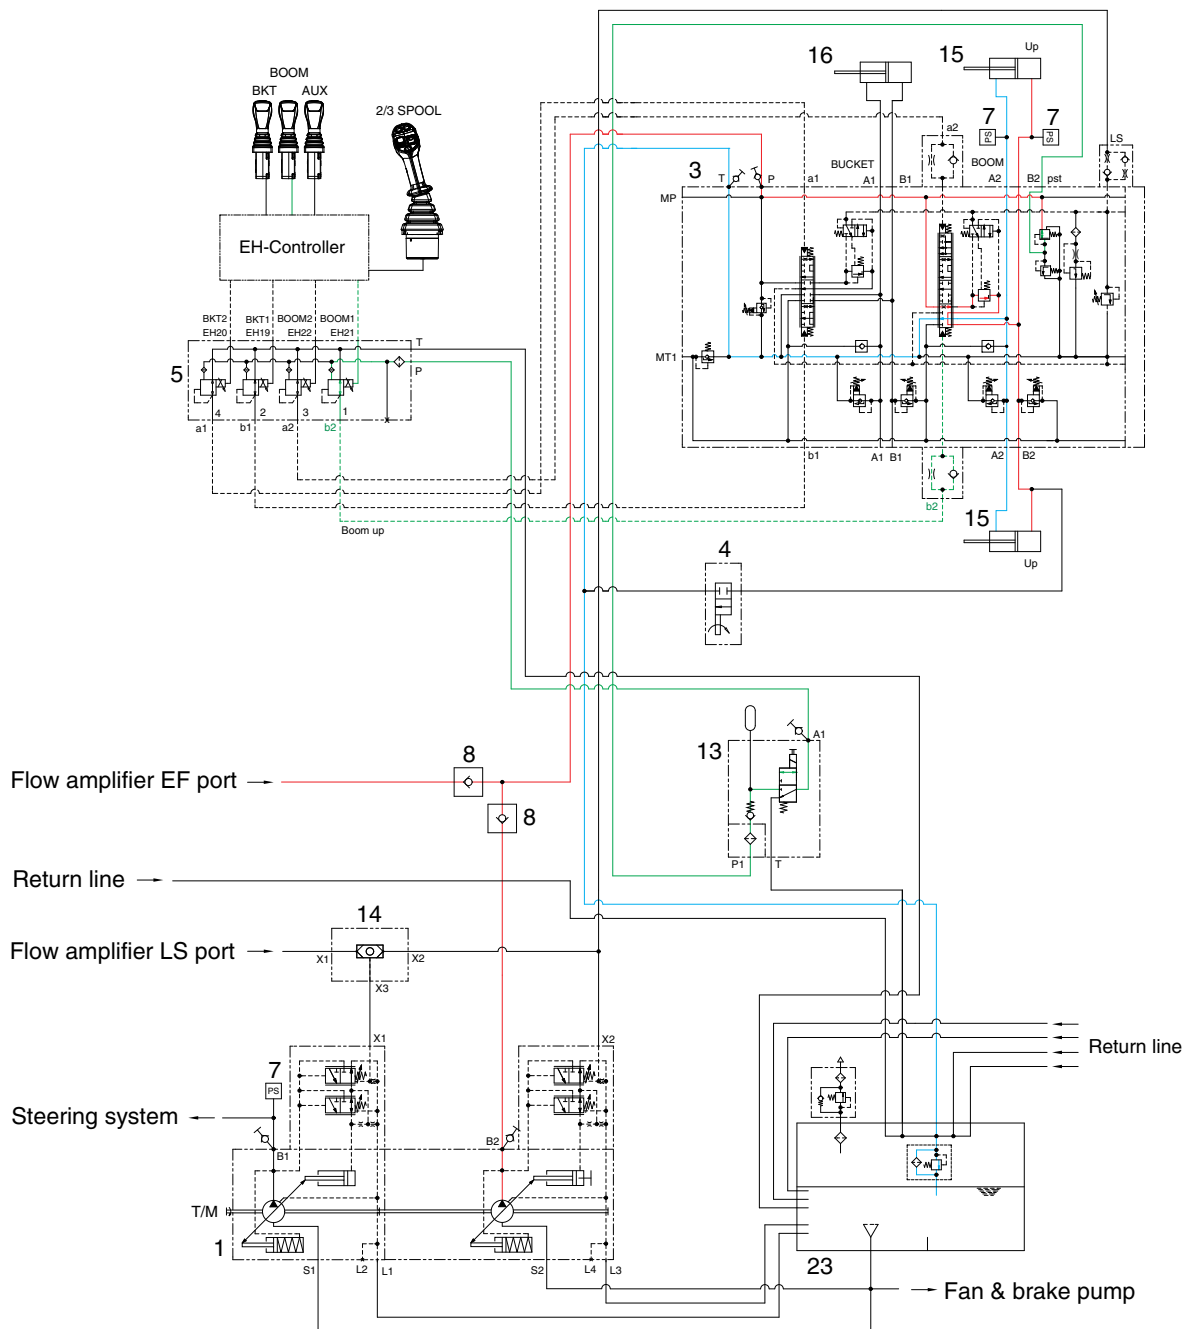 BOOM
BKT AUX
2/3 SPOOL
EH-Controller
BKT2 BKT1 BOOM2 BOOM1
EH20 EH19 EH22 EH21
T
P
5
4 2 3 1
a1 b1 a2 b2
Boom up
16
15
Up
7
PS
7
PS
a2
LS
3
T P a1
BUCKET
A1 B1
BOOM
A2 B2 pst
MP
MT1
b1 A1 B1
A2 B2
b2
15
Up
4
13
A1
P1 T
8
Flow amplifier EF port
8
Return line
14
Flow amplifier LS port
X1 X2
X3
X1 X2
7
PS
Return line
Steering system
B1 B2
T/M
1
S1 L2 L1 S2 L4 L3
23
Fan & brake pump